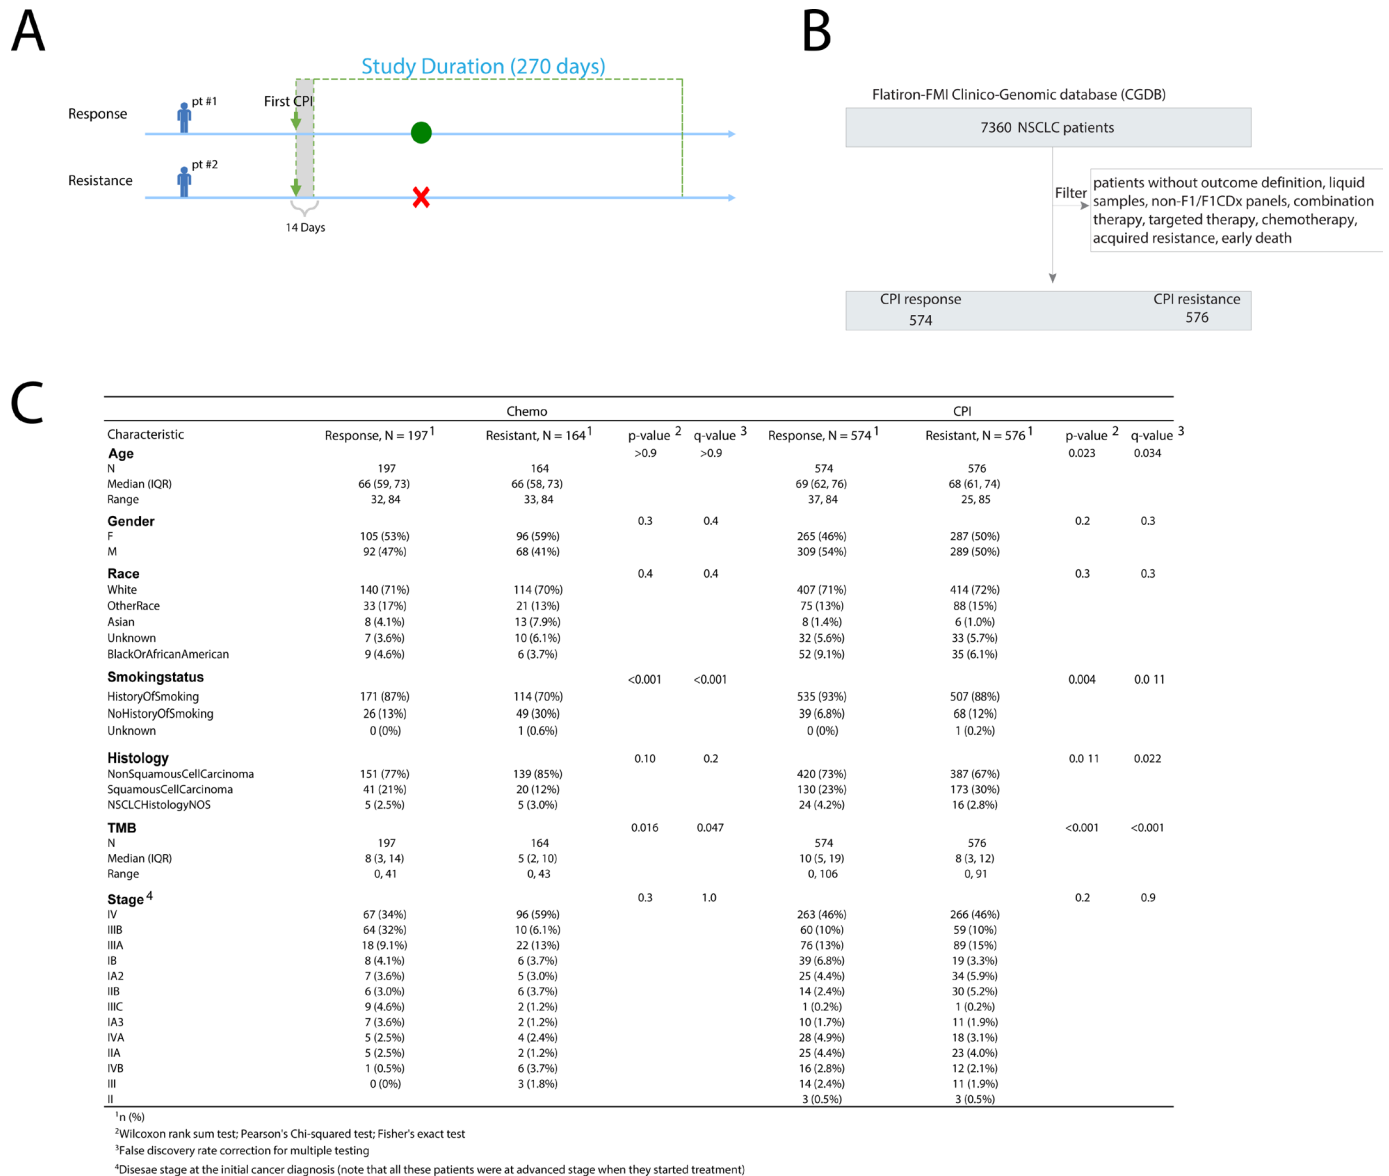 A
Study Duration (270 days)
pt #1
First CPI
Response
pt #2
Resistance
14 Days
B
Flatiron-FMI Clinico-Genomic database (CGDB)
7360 NSCLC patients
Filter
patients without outcome definition, liquid
samples, non-F1/F1CDx panels, combination
therapy, targeted therapy, chemotherapy,
acquired resistance, early death
CPI response CPI resistance
574 576
C
Chemo CPI
Characteristic Response, N = 197 1 Resistant, N = 164 1 p-value 2 q-value 3 Response, N = 574 1 Resistant, N = 576 1 p-value 2 q-value 3
Age >0.9 >0.9 0.023 0.034
N 197 164 574 576
Median (IQR) 66 (59, 73) 66 (58, 73) 69 (62, 76) 68 (61, 74)
Range 32, 84 33, 84 37, 84 25, 85
Gender 0.3 0.4 0.2 0.3
F 105 (53%) 96 (59%) 265 (46%) 287 (50%)
M 92 (47%) 68 (41%) 309 (54%) 289 (50%)
Race 0.4 0.4 0.3 0.3
White 140 (71%) 114 (70%) 407 (71%) 414 (72%)
OtherRace 33 (17%) 21 (13%) 75 (13%) 88 (15%)
Asian 8 (4.1%) 13 (7.9%) 8 (1.4%) 6 (1.0%)
Unknown 7 (3.6%) 10 (6.1%) 32 (5.6%) 33 (5.7%)
BlackOrAfricanAmerican 9 (4.6%) 6 (3.7%) 52 (9.1%) 35 (6.1%)
Smokingstatus <0.001 <0.001 0.004 0.0 11
HistoryOfSmoking 171 (87%) 114 (70%) 535 (93%) 507 (88%)
NoHistoryOfSmoking 26 (13%) 49 (30%) 39 (6.8%) 68 (12%)
Unknown 0 (0%) 1 (0.6%) 0 (0%) 1 (0.2%)
Histology 0.10 0.2 0.0 11 0.022
NonSquamousCellCarcinoma 151 (77%) 139 (85%) 420 (73%) 387 (67%)
SquamousCellCarcinoma 41 (21%) 20 (12%) 130 (23%) 173 (30%)
NSCLCHistologyNOS 5 (2.5%) 5 (3.0%) 24 (4.2%) 16 (2.8%)
TMB 0.016 0.047 <0.001 <0.001
N 197 164 574 576
Median (IQR) 8 (3, 14) 5 (2, 10) 10 (5, 19) 8 (3, 12)
Range 0, 41 0, 43 0, 106 0, 91
Stage 4 0.3 1.0 0.2 0.9
IV 67 (34%) 96 (59%) 263 (46%) 266 (46%)
IIIB 64 (32%) 10 (6.1%) 60 (10%) 59 (10%)
IIIA 18 (9.1%) 22 (13%) 76 (13%) 89 (15%)
IB 8 (4.1%) 6 (3.7%) 39 (6.8%) 19 (3.3%)
IA2 7 (3.6%) 5 (3.0%) 25 (4.4%) 34 (5.9%)
IIB 6 (3.0%) 6 (3.7%) 14 (2.4%) 30 (5.2%)
IIIC 9 (4.6%) 2 (1.2%) 1 (0.2%) 1 (0.2%)
IA3 7 (3.6%) 2 (1.2%) 10 (1.7%) 11 (1.9%)
IVA 5 (2.5%) 4 (2.4%) 28 (4.9%) 18 (3.1%)
IIA 5 (2.5%) 2 (1.2%) 25 (4.4%) 23 (4.0%)
IVB 1 (0.5%) 6 (3.7%) 16 (2.8%) 12 (2.1%)
III 0 (0%) 3 (1.8%) 14 (2.4%) 11 (1.9%)
II 3 (0.5%) 3 (0.5%)
1n (%)
2Wilcoxon rank sum test; Pearson's Chi-squared test; Fisher's exact test
3False discovery rate correction for multiple testing
4Disesae stage at the initial cancer diagnosis (note that all these patients were at advanced stage when they started treatment)